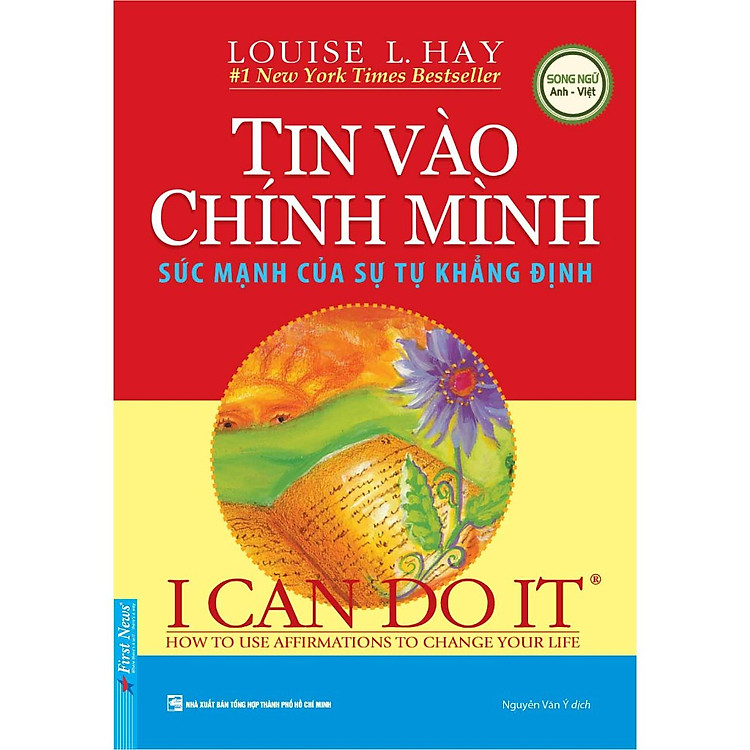 LOUISE L. HAY
#1 New York Times Bestseller
SONG NGỮ
Anh - Việt
TIN VÀO
CHÍNH MÌNH
SỨC MẠNH CỦA SỰ TỰ KHẲNG ĐỊNH
I CAN DO IT®
HOW TO USE AFFIRMATIONS TO CHANGE YOUR LIFE
First News®
NHÀ XUẤT BẢN TỔNG HỢP THÀNH PHỐ HỒ CHÍ MINH
Nguyễn Văn Ý dịch